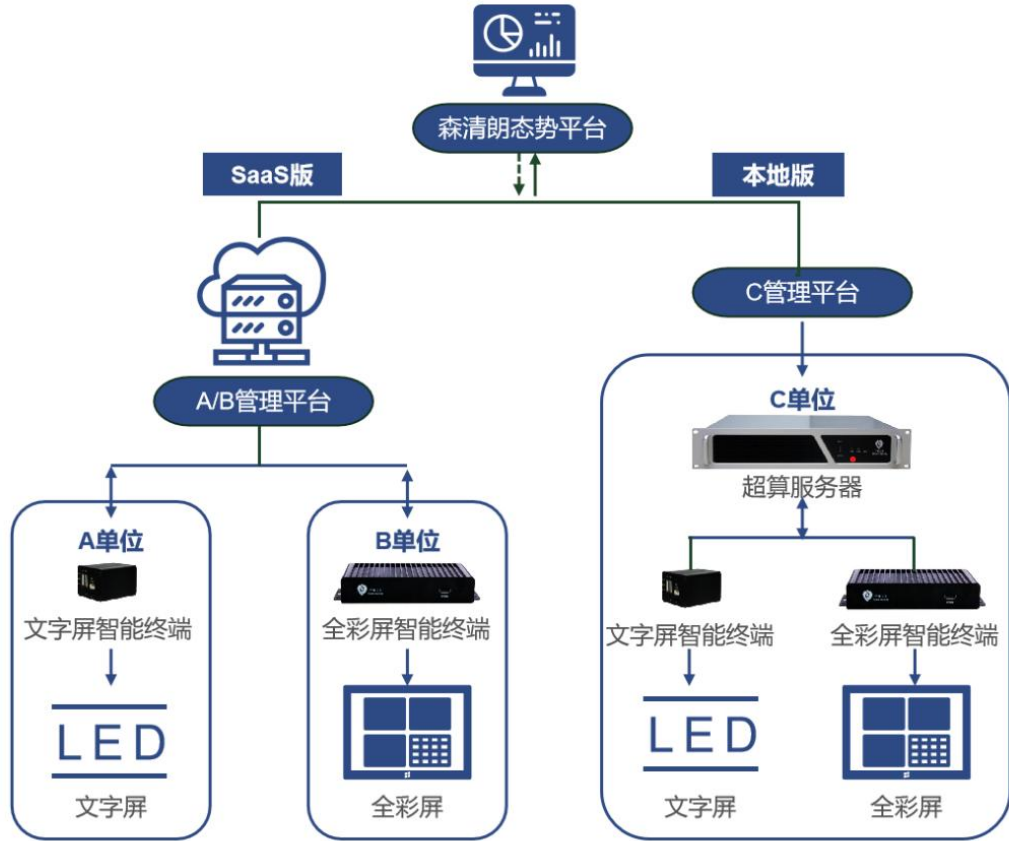 森清朗态势平台
SaaS版
本地版
C管理平台
A/B管理平台
C单位
超算服务器
A单位
B单位
文字屏智能终端
全彩屏智能终端
文字屏智能终端
全彩屏智能终端
LED
LED
文字屏
全彩屏
文字屏
全彩屏